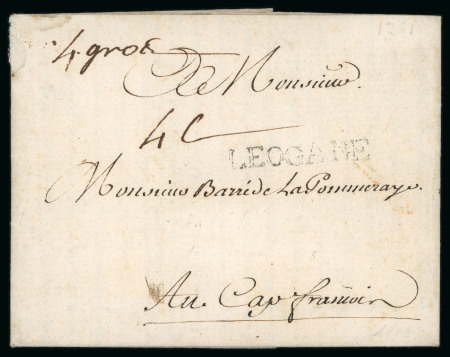 4 gros
A Monsieur.
4 C
LEOGANE
Monsieur Barré de La Pommeraye.
Au Cap françois